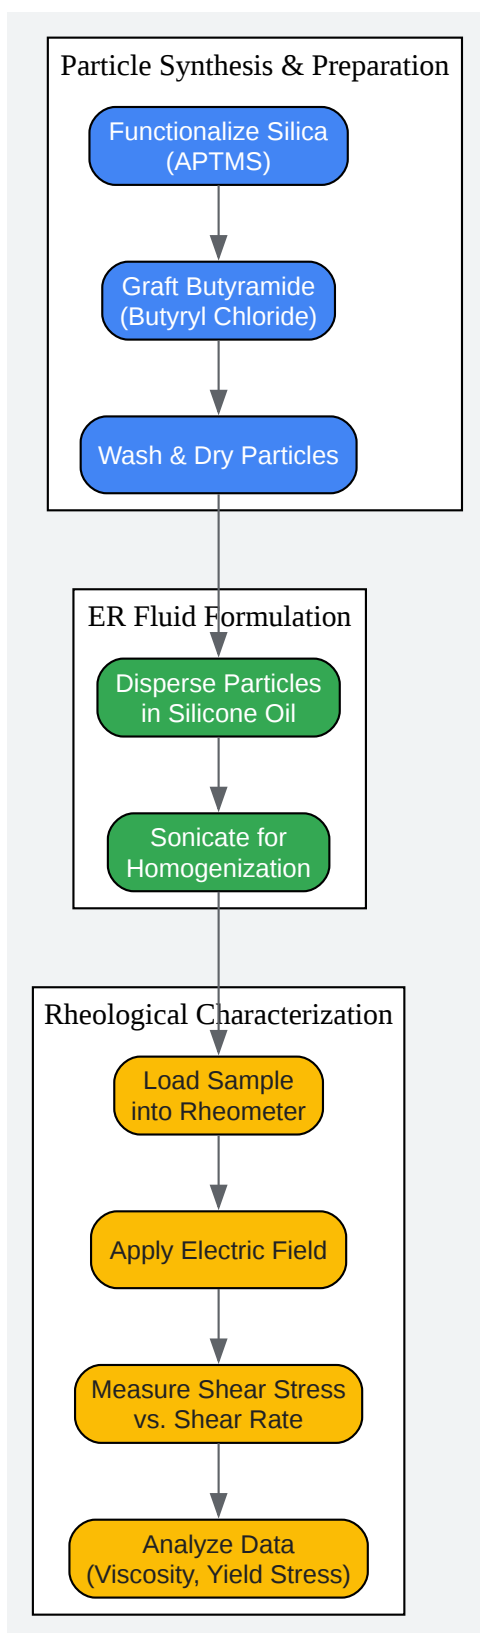 Particle Synthesis & Preparation
Functionalize Silica
(APTMS)
Graft Butyramide
(Butyryl Chloride)
Wash & Dry Particles
ER Fluid Formulation
Disperse Particles
in Silicone Oil
Sonicate for
Homogenization
Rheological Characterization
Load Sample
into Rheometer
Apply Electric Field
Measure Shear Stress
vs. Shear Rate
Analyze Data
(Viscosity, Yield Stress)